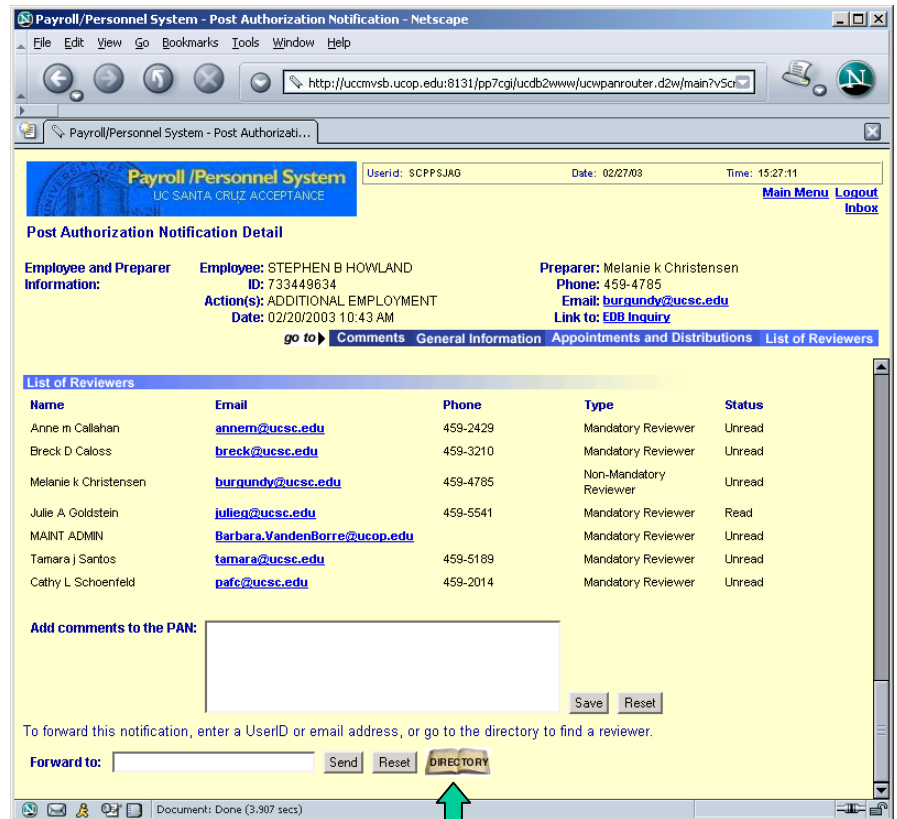 Payroll/Personnel System - Post Authorization Notification - Netscape
File Edit View Go Bookmarks Tools Window Help
http://uccmvsb.ucop.edu:8131/pp7cgi/ucdb2www/ucwpanrouter.d2w/main?vScr
N
Payroll/Personnel System - Post Authorizati...
Payroll /Personnel System
UC SANTA CRUZ ACCEPTANCE
Userid: SCPPSJAG Date: 02/27/03 Time: 15:27:11
Main Menu Logout
Inbox
Post Authorization Notification Detail
Employee and Preparer Information:
Employee: STEPHEN B HOWLAND
ID: 733449634
Action(s): ADDITIONAL EMPLOYMENT
Date: 02/20/2003 10:43 AM
Preparer: Melanie k Christensen
Phone: 459-4785
Email: burgundy@ucsc.edu
Link to: EDB Inquiry
go to Comments General Information Appointments and Distributions List of Reviewers
List of Reviewers
Name Email Phone Type Status
Anne m Callahan annem@ucsc.edu 459-2429 Mandatory Reviewer Unread
Breck D Caloss breck@ucsc.edu 459-3210 Mandatory Reviewer Unread
Melanie k Christensen burgundy@ucsc.edu 459-4785 Non-Mandatory Reviewer Unread
Julie A Goldstein julieg@ucsc.edu 459-5541 Mandatory Reviewer Read
MAINT ADMIN Barbara.VandenBorre@ucop.edu Mandatory Reviewer Unread
Tamara j Santos tamara@ucsc.edu 459-5189 Mandatory Reviewer Unread
Cathy L Schoenfeld pafc@ucsc.edu 459-2014 Mandatory Reviewer Unread
Add comments to the PAN:
Save Reset
To forward this notification, enter a UserID or email address, or go to the directory to find a reviewer.
Forward to: Send Reset DIRECTORY
Document: Done (3.907 secs)